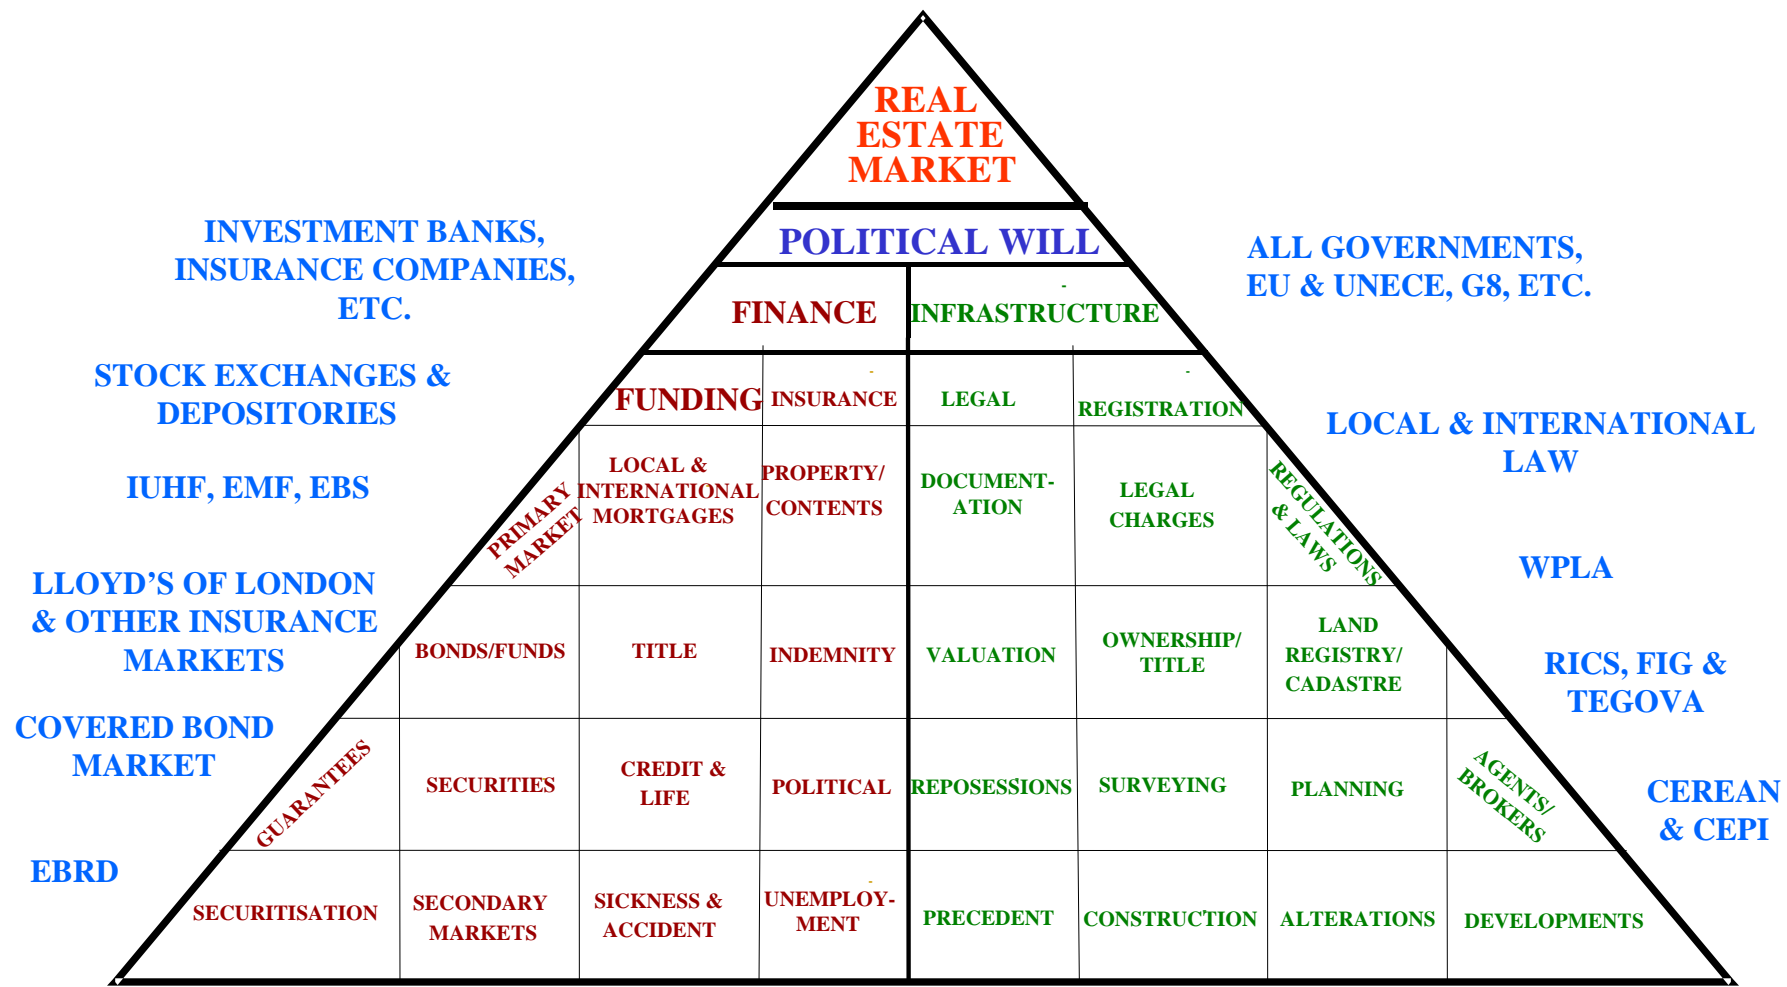 REAL
ESTATE
MARKET
POLITICAL WILL
FINANCE
INFRASTRUCTURE
FUNDING
INSURANCE
LEGAL
REGISTRATION
PRIMARY
MARKET
LOCAL &
INTERNATIONAL
MORTGAGES
PROPERTY/
CONTENTS
DOCUMENT-
ATION
LEGAL
CHARGES
REGULATIONS
& LAWS
BONDS/FUNDS
TITLE
INDEMNITY
VALUATION
OWNERSHIP/
TITLE
LAND
REGISTRY/
CADASTRE
GUARANTEES
SECURITIES
CREDIT &
LIFE
POLITICAL
REPOSESSIONS
SURVEYING
PLANNING
AGENTS/
BROKERS
SECURITISATION
SECONDARY
MARKETS
SICKNESS &
ACCIDENT
UNEMPLOY-
MENT
PRECEDENT
CONSTRUCTION
ALTERATIONS
DEVELOPMENTS
INVESTMENT BANKS,
INSURANCE COMPANIES,
ETC.
STOCK EXCHANGES &
DEPOSITORIES
IUHF, EMF, EBS
LLOYD’S OF LONDON
& OTHER INSURANCE
MARKETS
COVERED BOND
MARKET
EBRD
ALL GOVERNMENTS,
EU & UNECE, G8, ETC.
LOCAL & INTERNATIONAL
LAW
WPLA
RICS, FIG &
TEGOVA
CEREAN
& CEPI